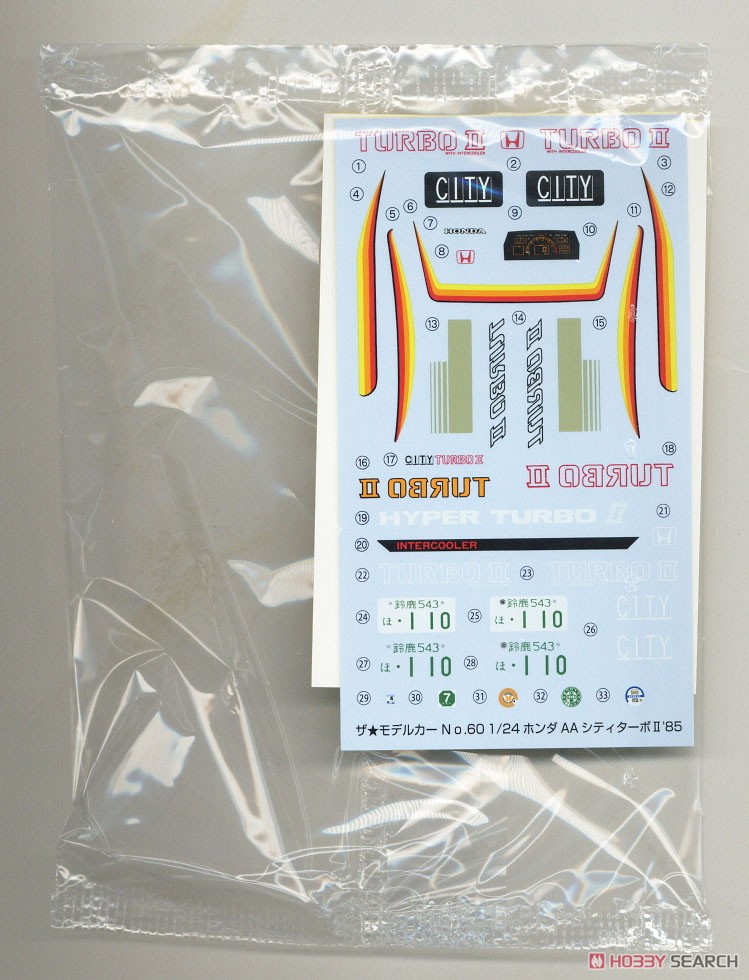 TURBO II TURBO II
WITH INTERCOOLER WITH INTERCOOLER
① ② ③
④ CITY CITY ⑫
⑤ ⑥ ⑦ HONDA ⑨ ⑩ ⑪
⑧
⑬ ⑭ ⑮
TURBO II TURBO II
⑯ ⑰ CITY TURBO II ⑱
TURBO II TURBO II
⑲ HYPER TURBO II ㉑
⑳ INTERCOOLER
㉒ TURBO II ㉓ TURBO II
CITY
㉔ 鈴鹿543 ㉕ 鈴鹿543
ほ・110 ほ・110
㉖ CITY
鈴鹿543 鈴鹿543
㉗ ほ・110 ㉘ ほ・110
㉙ ㉚ 7 ㉛ ㉜ ㉝
ザ★モデルカー No.60 1/24 ホンダ AA シティターボⅡ'85
HOBBY SEARCH